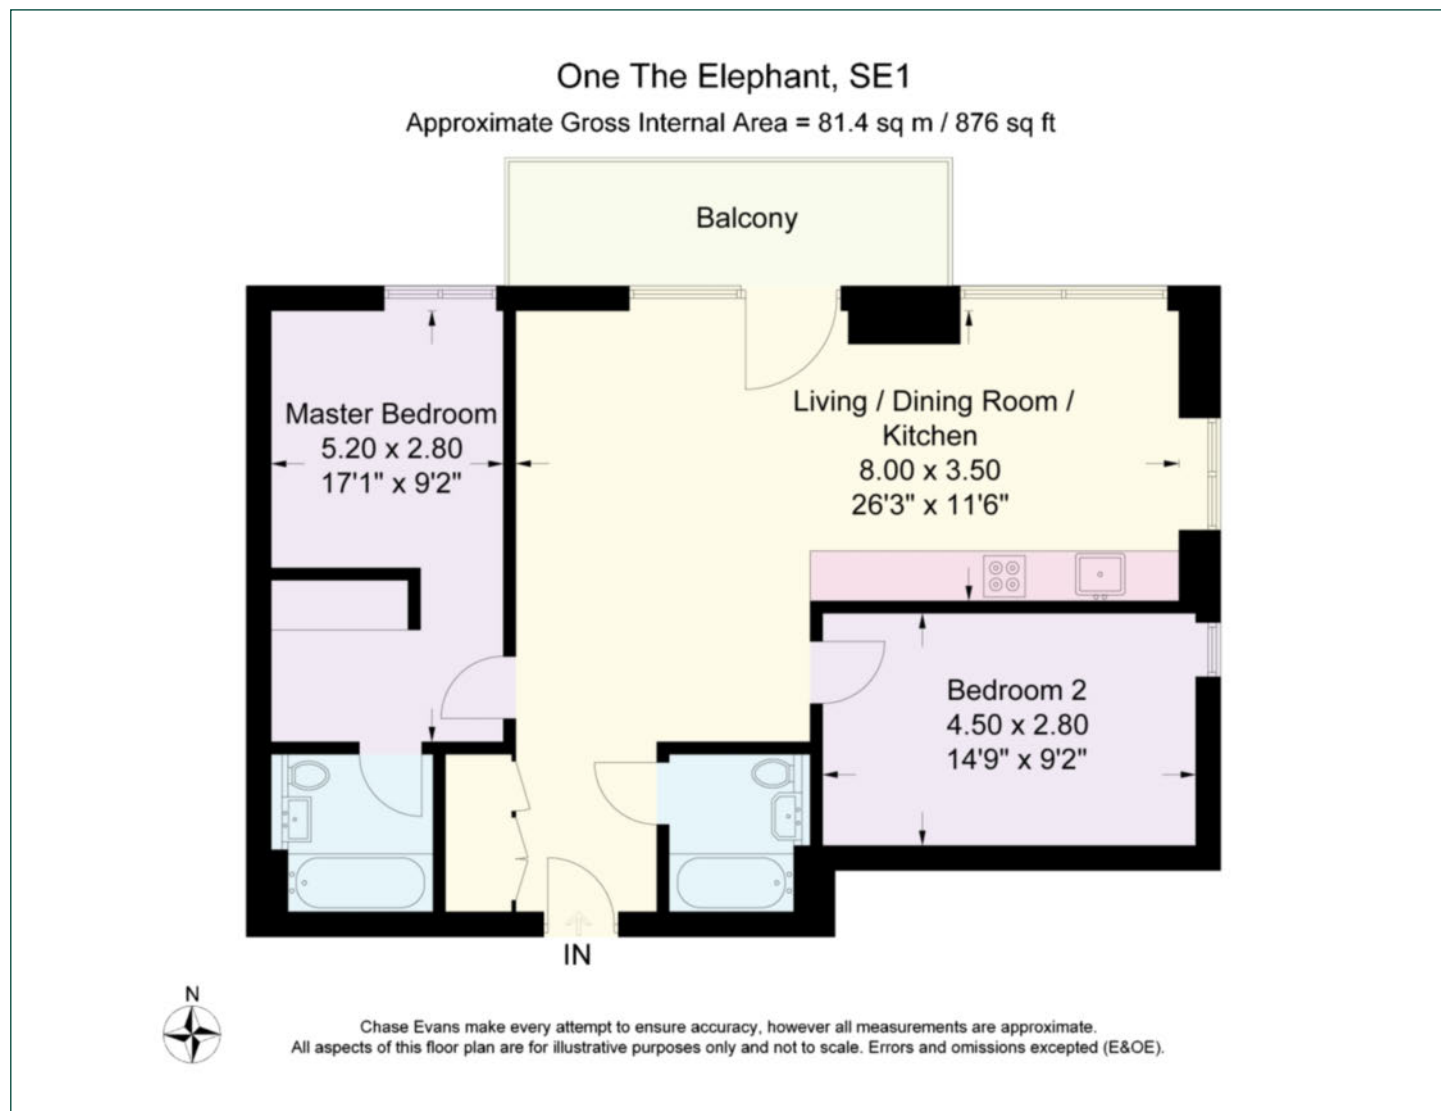 One The Elephant, SE1
Approximate Gross Internal Area = 81.4 sq m / 876 sq ft
Balcony
Master Bedroom
5.20 x 2.80
17'1" x 9'2"
Living / Dining Room /
Kitchen
8.00 x 3.50
26'3" x 11'6"
Bedroom 2
4.50 x 2.80
14'9" x 9'2"
IN
N
Chase Evans make every attempt to ensure accuracy, however all measurements are approximate.
All aspects of this floor plan are for illustrative purposes only and not to scale. Errors and omissions excepted (E&OE).